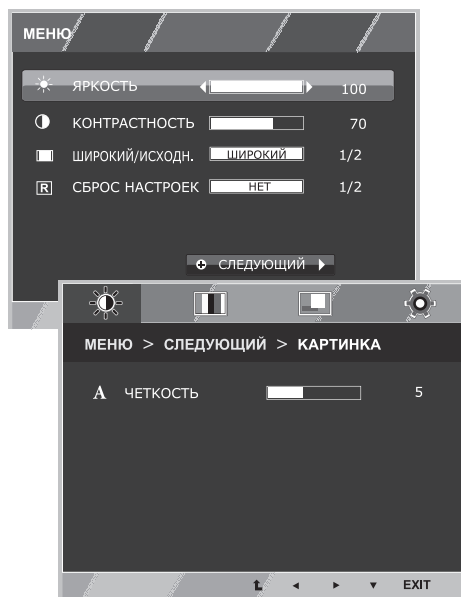 МЕНЮ
ЯРКОСТЬ 100
КОНТРАСТНОСТЬ 70
ШИРОКИЙ/ИСХОДН. ШИРОКИЙ 1/2
R СБРОС НАСТРОЕК НЕТ 1/2
СЛЕДУЮЩИЙ
МЕНЮ > СЛЕДУЮЩИЙ > КАРТИНКА
A ЧЕТКОСТЬ 5
EXIT